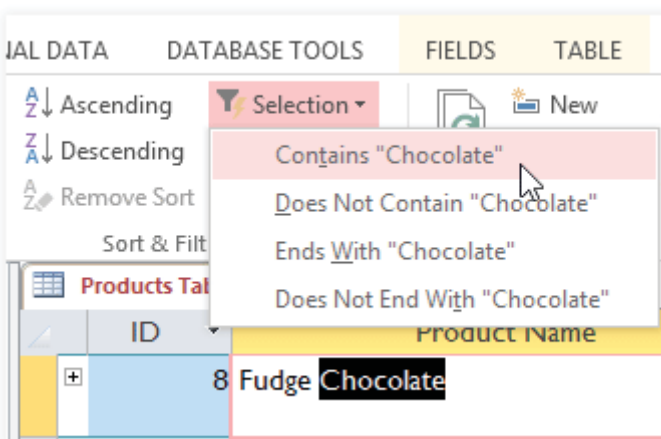 NAL DATA DATABASE TOOLS FIELDS TABLE
Ascending Selection New
Descending Contains "Chocolate"
Remove Sort Does Not Contain "Chocolate"
Sort & Filt Ends With "Chocolate"
Products Tab Does Not End With "Chocolate"
ID Product Name
8 Fudge Chocolate